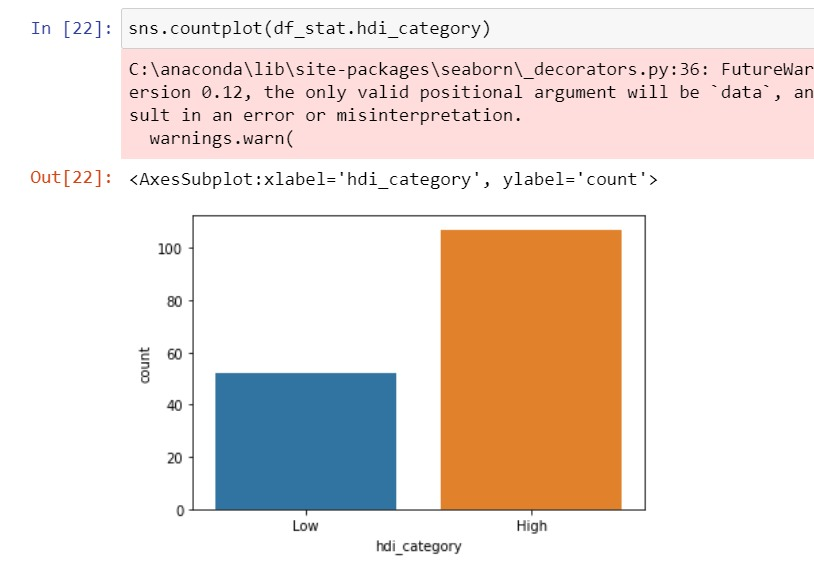 In [22]: sns.countplot(df_stat.hdi_category)
C:\anaconda\lib\site-packages\seaborn\_decorators.py:36: FutureWar
ersion 0.12, the only valid positional argument will be `data`, an
sult in an error or misinterpretation.
warnings.warn(
Out[22]: <AxesSubplot:xlabel='hdi_category', ylabel='count'>
100
80
60
40
20
0
count
Low High
hdi_category